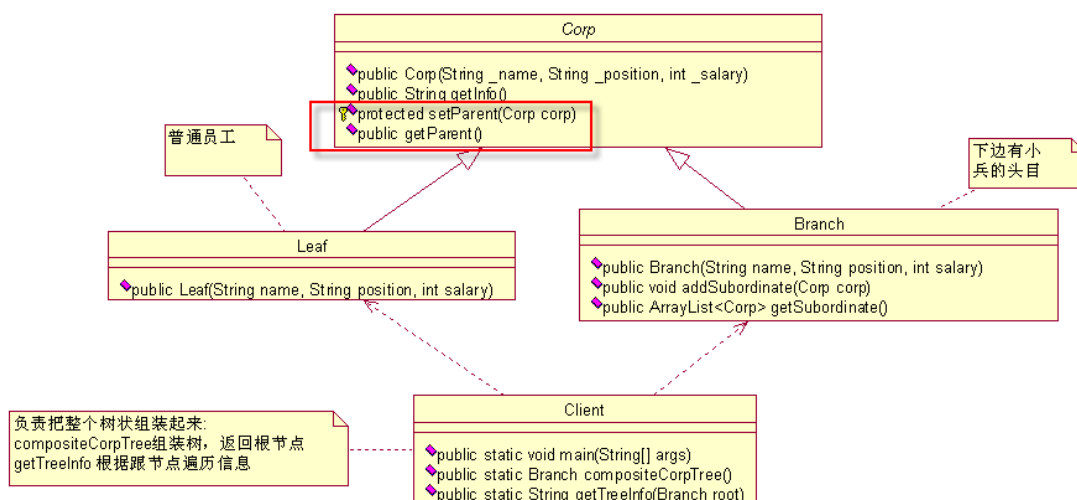 Corp
public Corp(String _name, String _position, int _salary)
public String getInfo()
protected setParent(Corp corp)
public getParent()
普通员工
下边有小
兵的头目
Leaf
public Leaf(String name, String position, int salary)
Branch
public Branch(String name, String position, int salary)
public void addSubordinate(Corp corp)
public ArrayList<Corp> getSubordinate()
负责把整个树状组装起来:
compositeCorpTree组装树，返回根节点
getTreeInfo 根据跟节点遍历信息
Client
public static void main(String[] args)
public static Branch compositeCorpTree()
public static String getTreeInfo(Branch root)